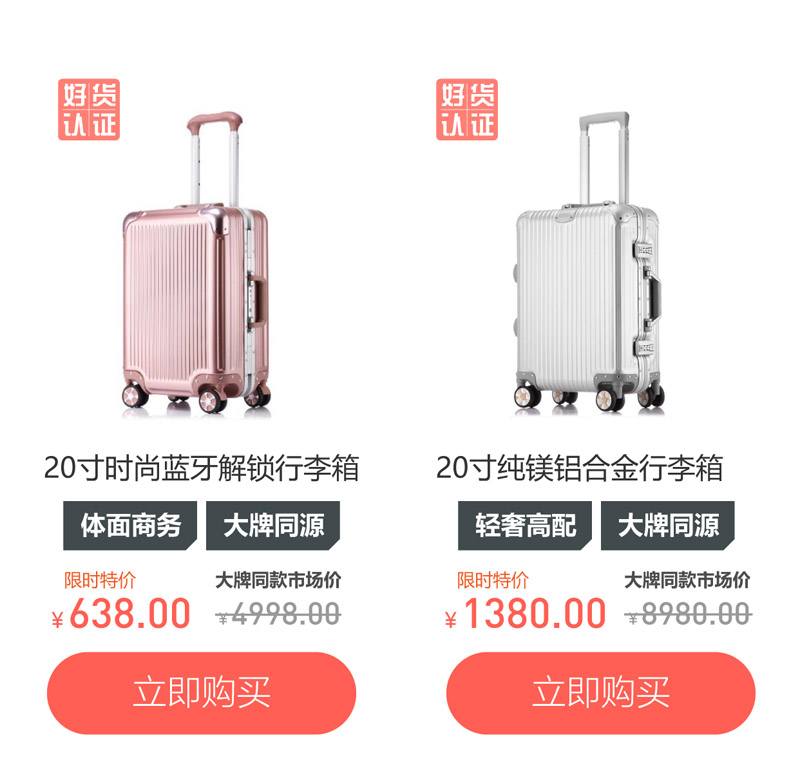 好货
认证
好货
认证
20寸时尚蓝牙解锁行李箱
20寸纯镁铝合金行李箱
体面商务
大牌同源
轻奢高配
大牌同源
限时特价
大牌同款市场价
限时特价
大牌同款市场价
¥638.00
¥4998.00
¥1380.00
¥8980.00
立即购买
立即购买